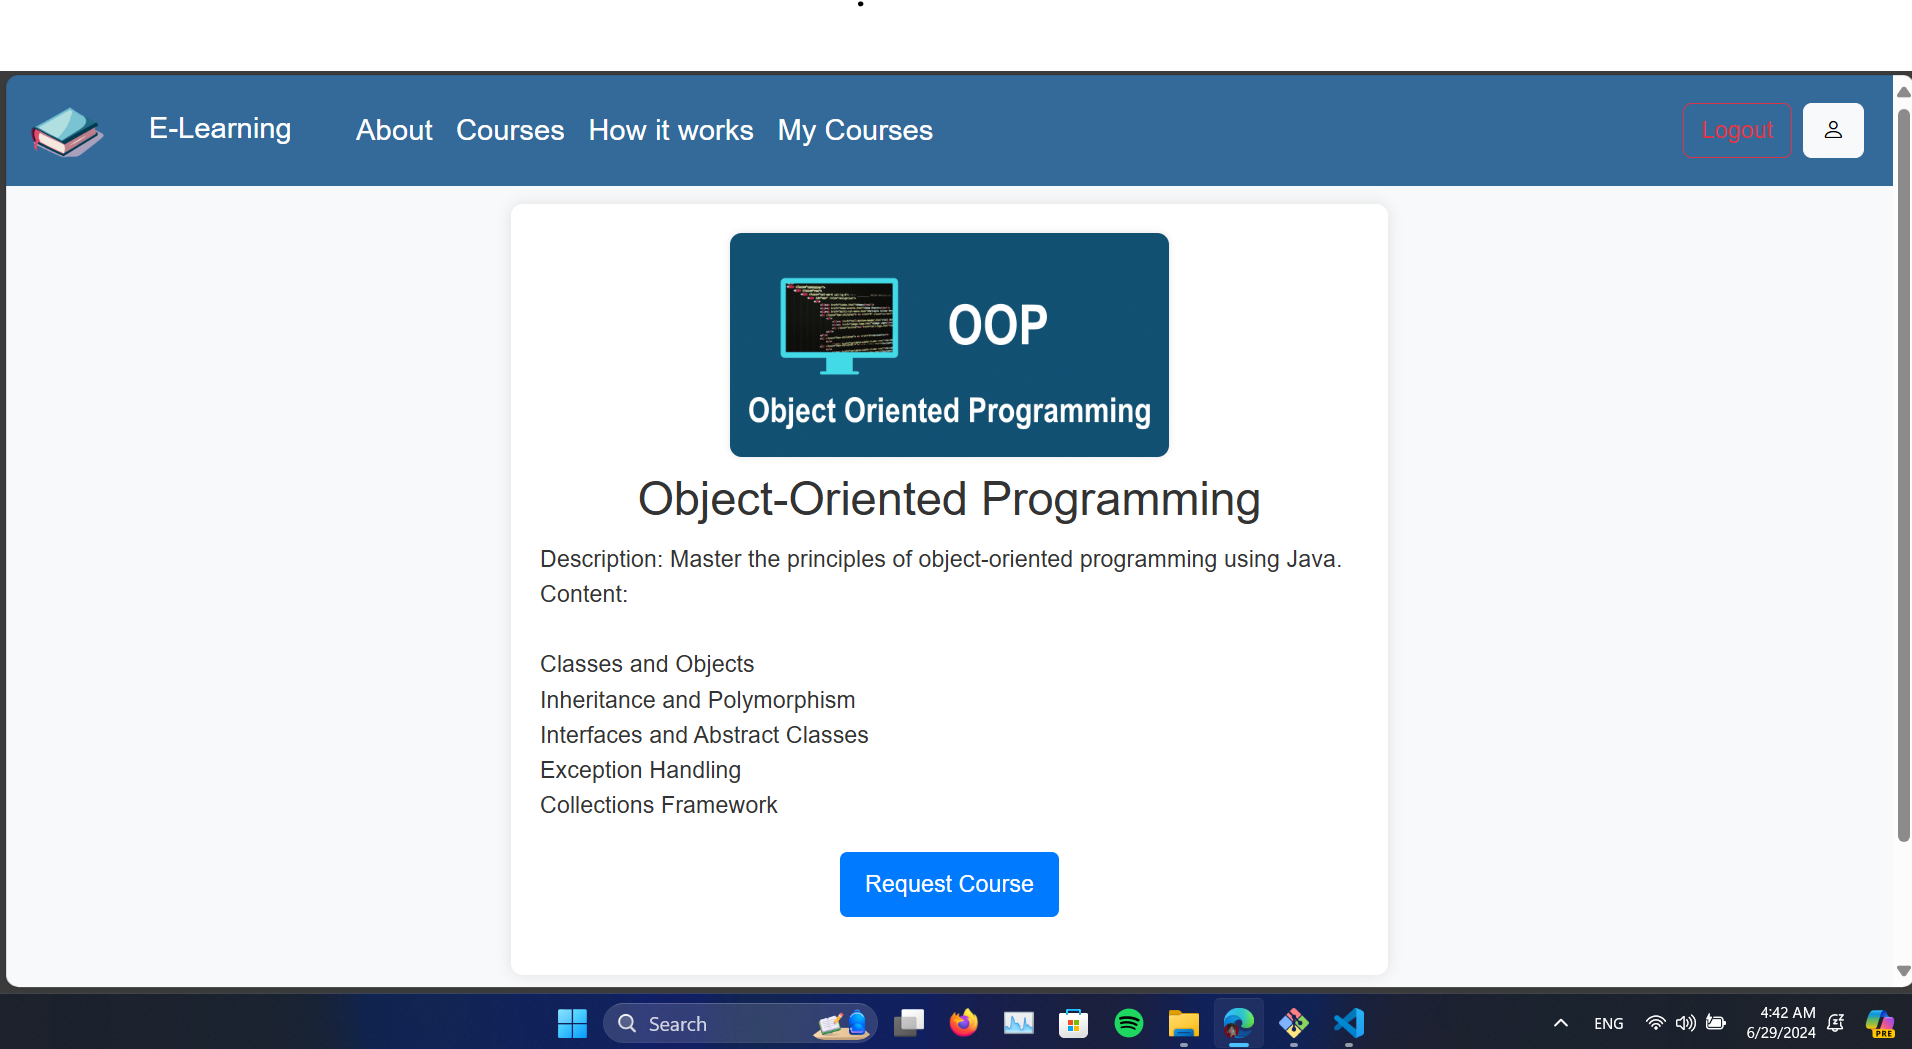 E-Learning
About Courses How it works My Courses
Logout
OOP
Object Oriented Programming
Object-Oriented Programming
Description: Master the principles of object-oriented programming using Java.
Content:
Classes and Objects
Inheritance and Polymorphism
Interfaces and Abstract Classes
Exception Handling
Collections Framework
Request Course
Search
ENG
4:42 AM
6/29/2024
PRE